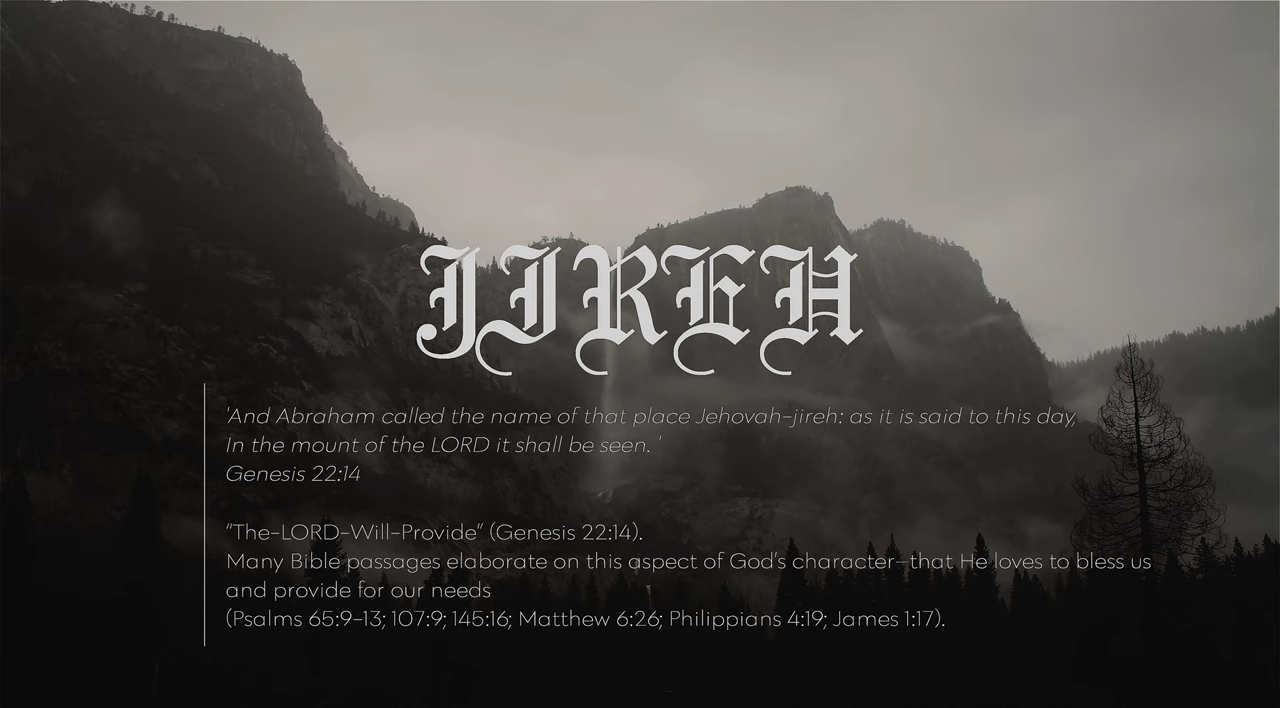 JIREH
'And Abraham called the name of that place Jehovah-jireh: as it is said to this day,
In the mount of the LORD it shall be seen. '
Genesis 22:14
"The-LORD-Will-Provide" (Genesis 22:14).
Many Bible passages elaborate on this aspect of God's character—that He loves to bless us
and provide for our needs
(Psalms 65:9-13; 107:9; 145:16; Matthew 6:26; Philippians 4:19; James 1:17).